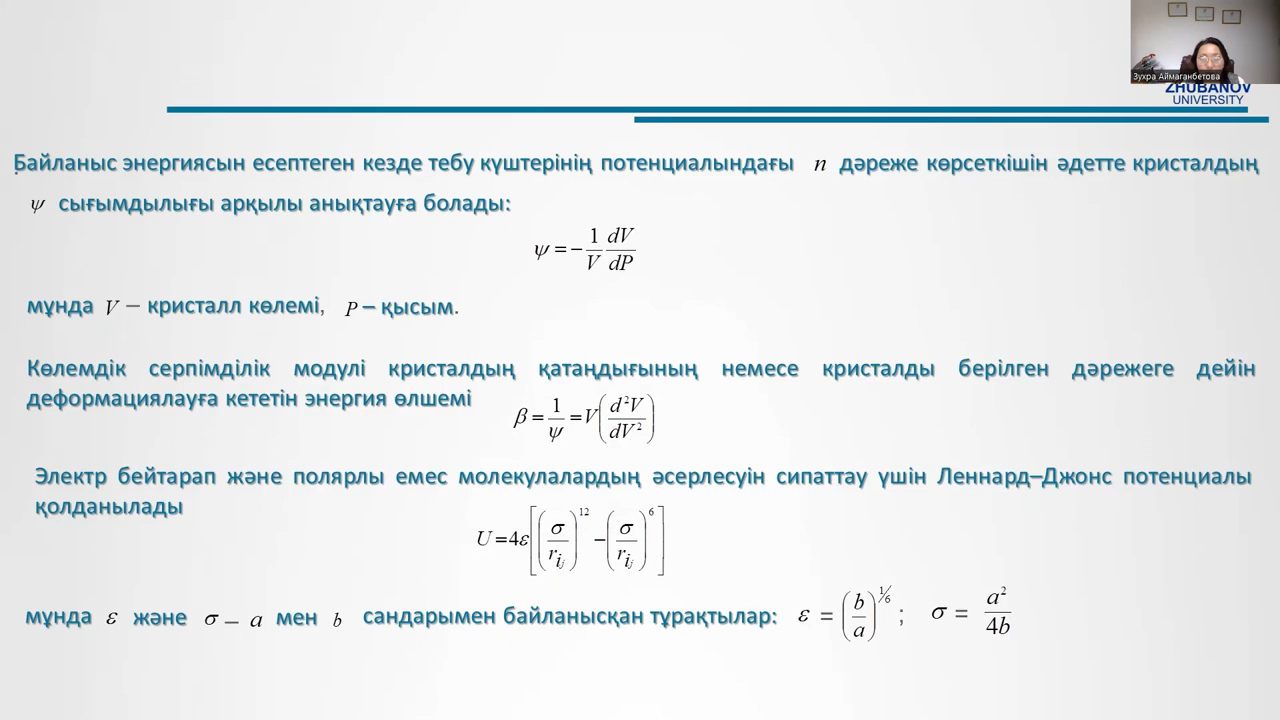 Зухра Аймаганбетова
ZHUBANOV
UNIVERSITY
Байланыс энергиясын есептеген кезде тебу күштерінің потенциалындағы n дәреже көрсеткішін әдетте кристалдың
ψ сығымдылығы арқылы анықтауға болады:
ψ = − 1/V dV/dP
мұнда V – кристалл көлемі, P – қысым.
Көлемдік серпімділік модулі кристалдың қатаңдығының немесе кристалды берілген дәрежеге дейін
деформациялауға кететін энергия өлшемі β = 1/ψ = V(d²V/dV²)
Электр бейтарап және полярлы емес молекулалардың әсерлесуін сипаттау үшін Леннард–Джонс потенциалы
қолданылады
U = 4ε[(σ/r_ij)^12 − (σ/r_ij)^6]
мұнда ε және σ – a мен b сандарымен байланысқан тұрақтылар: ε = (b/a)^1/6 ; σ = a²/4b